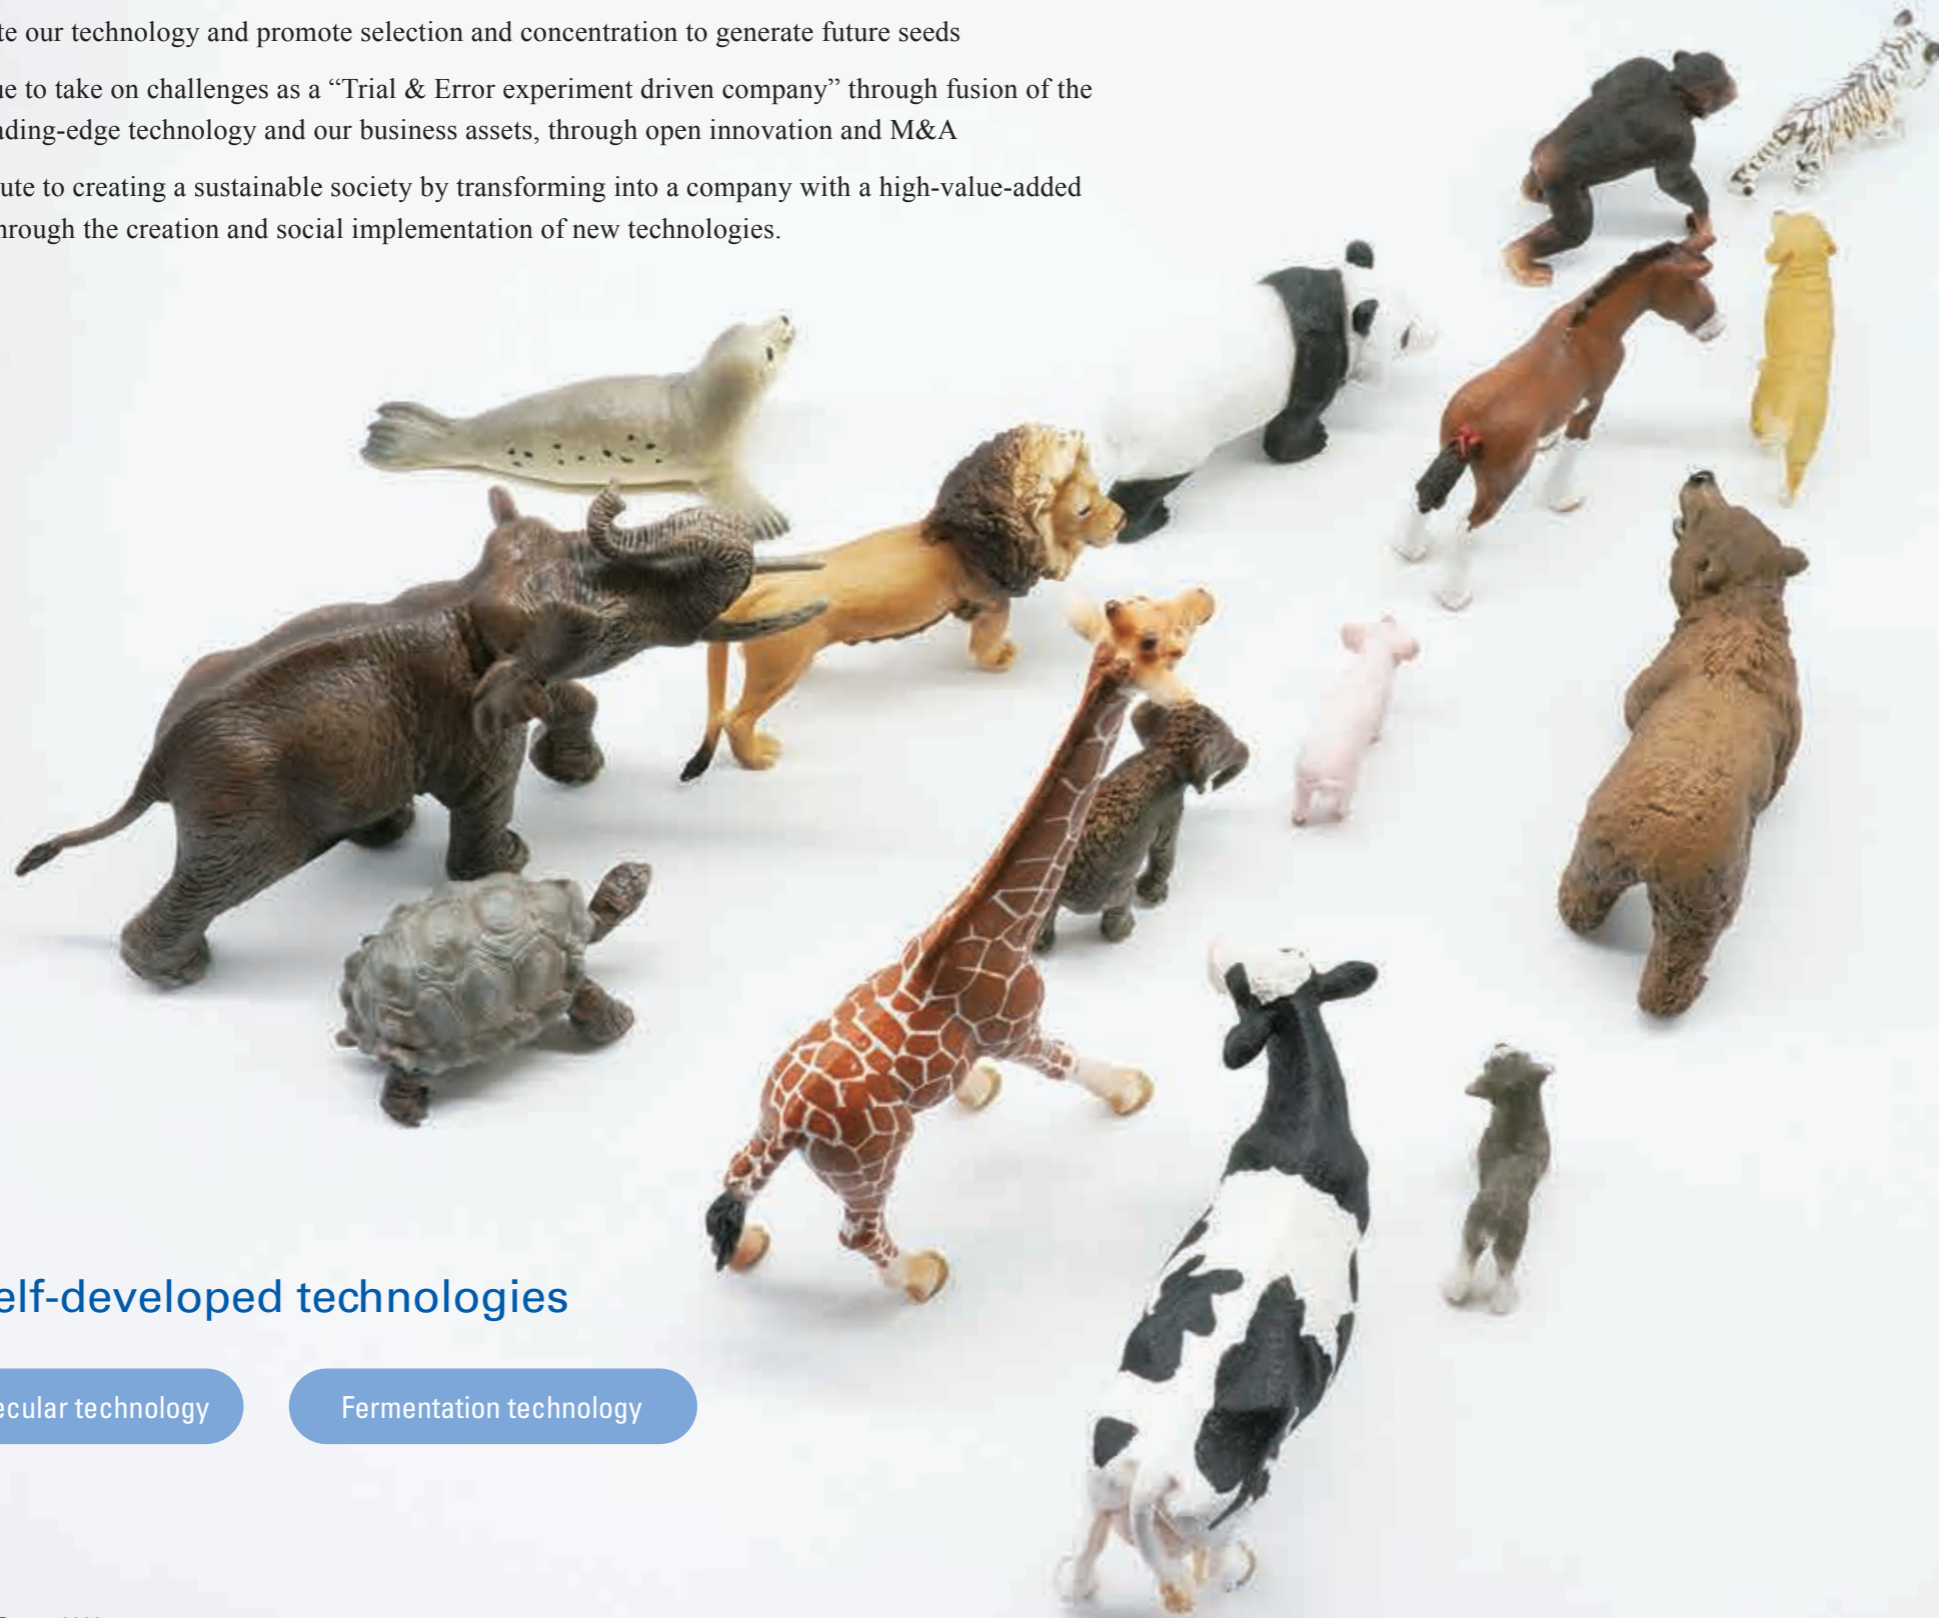 te our technology and promote selection and concentration to generate future seeds
ue to take on challenges as a “Trial & Error experiment driven company” through fusion of the
ading-edge technology and our business assets, through open innovation and M&A
ute to creating a sustainable society by transforming into a company with a high-value-added
hrough the creation and social implementation of new technologies.
elf-developed technologies
ecular technology
Fermentation technology